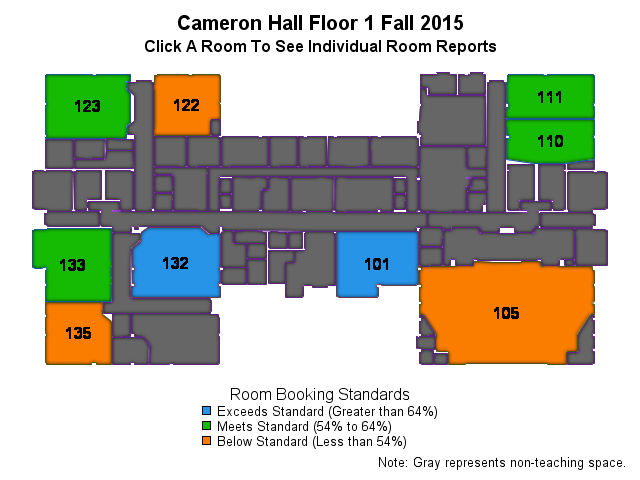 Cameron Hall Floor 1 Fall 2015
Click A Room To See Individual Room Reports
123
122
111
110
133
132
101
135
105
Room Booking Standards
Exceeds Standard (Greater than 64%)
Meets Standard (54% to 64%)
Below Standard (Less than 54%)
Note: Gray represents non-teaching space.